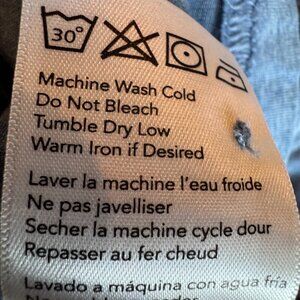 30°
Machine Wash Cold
Do Not Bleach
Tumble Dry Low
Warm Iron if Desired
Laver la machine l'eau froide
Ne pas javelliser
Secher la machine cycle dour
Repasser au fer cheud
Lavado a máquina con agua fría